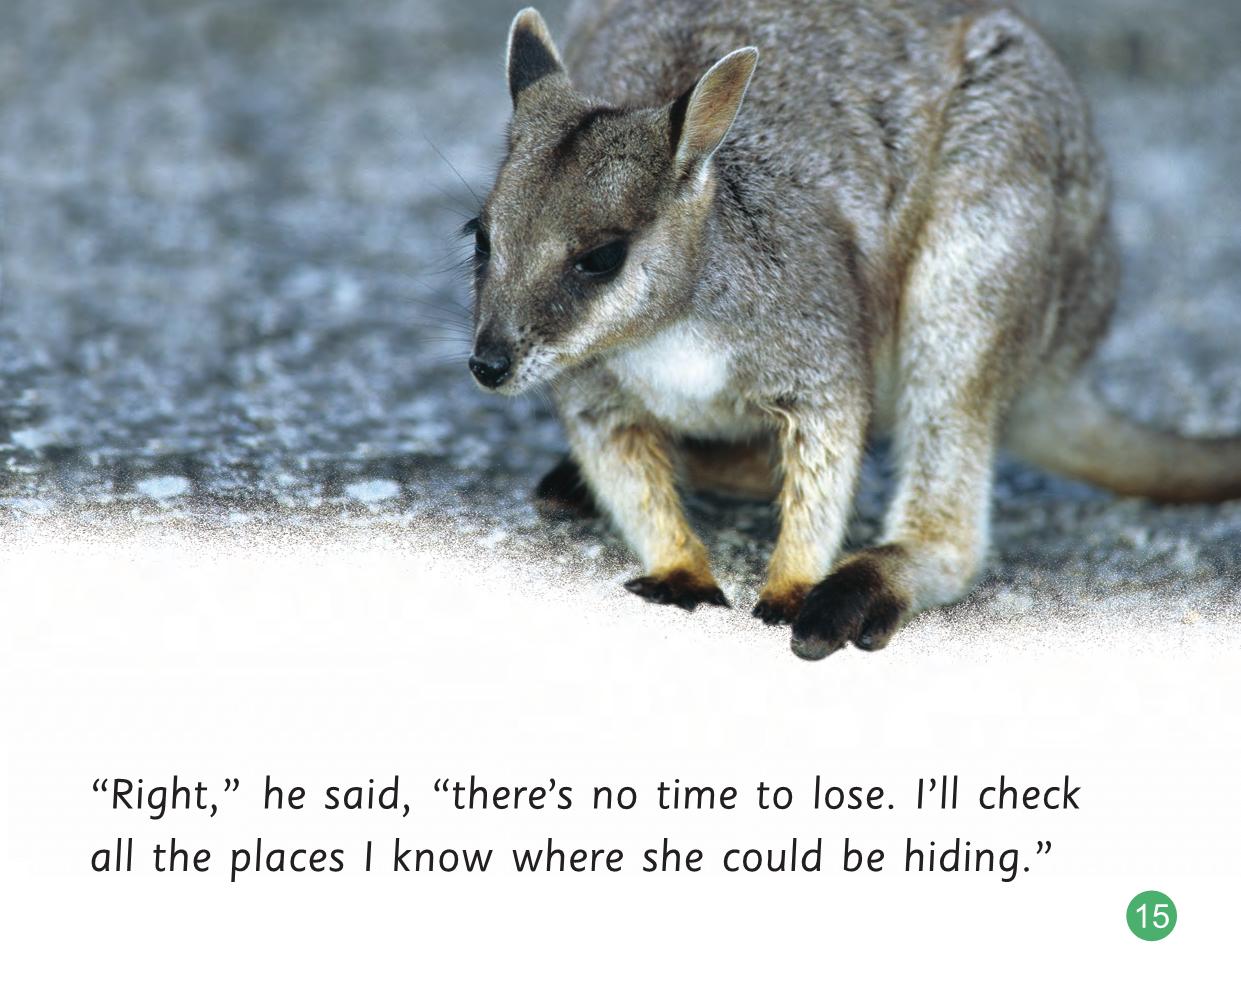 “Right,” he said, “there’s no time to lose. I’ll check
all the places I know where she could be hiding.”
15